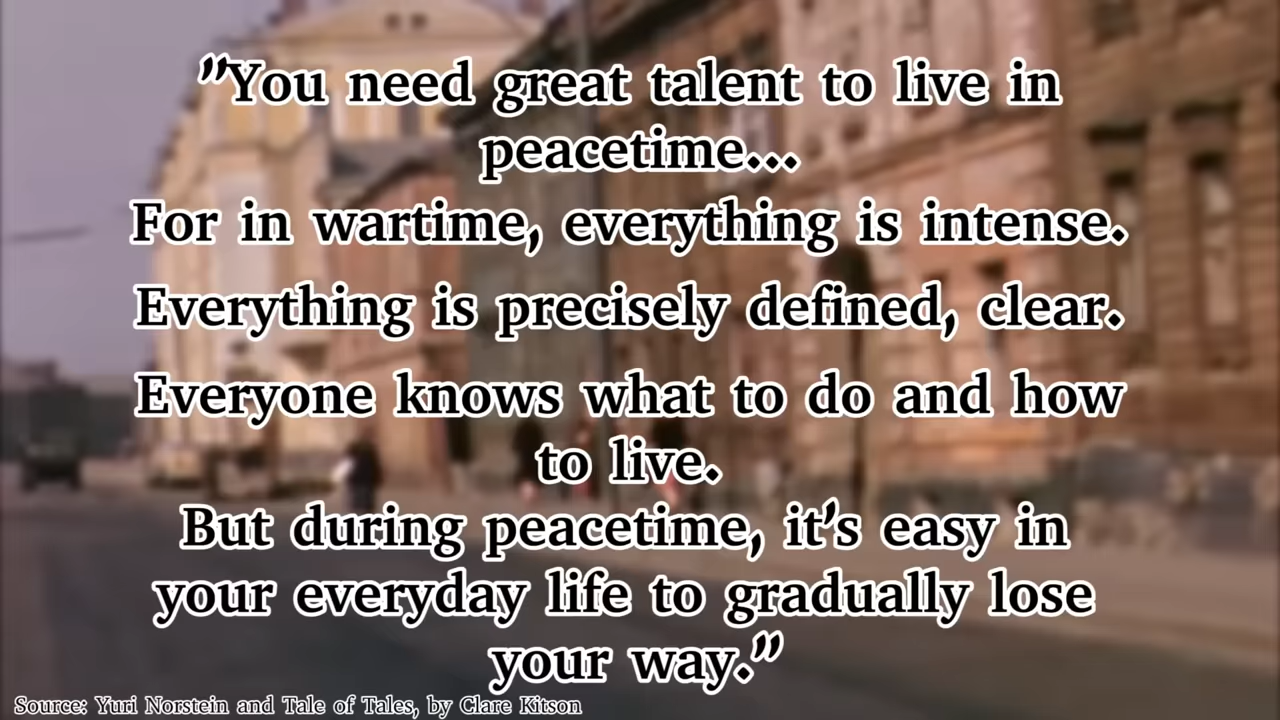 "You need great talent to live in
peacetime...
For in wartime, everything is intense.
Everything is precisely defined, clear.
Everyone knows what to do and how
to live.
But during peacetime, it's easy in
your everyday life to gradually lose
your way."
Source: Yuri Norstein and Tale of Tales, by Clare Kitson